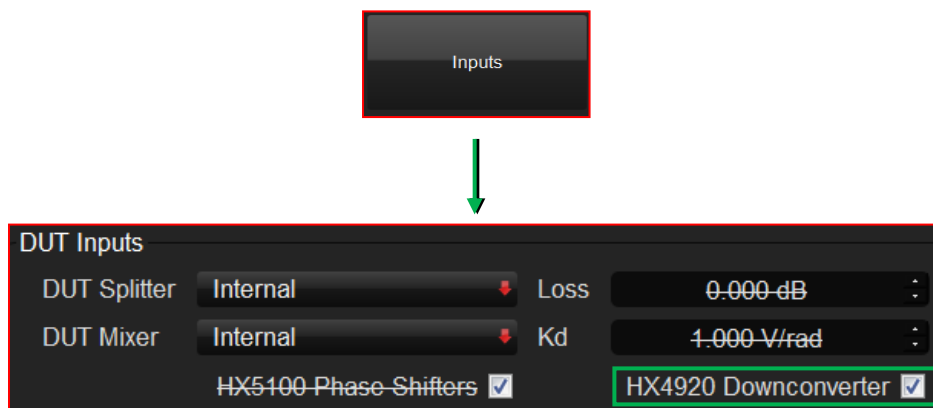 Inputs
DUT Inputs
DUT Splitter Internal Loss 0.000 dB
DUT Mixer Internal Kd 1.000 V/rad
HX5100 Phase Shifters HX4920 Downconverter